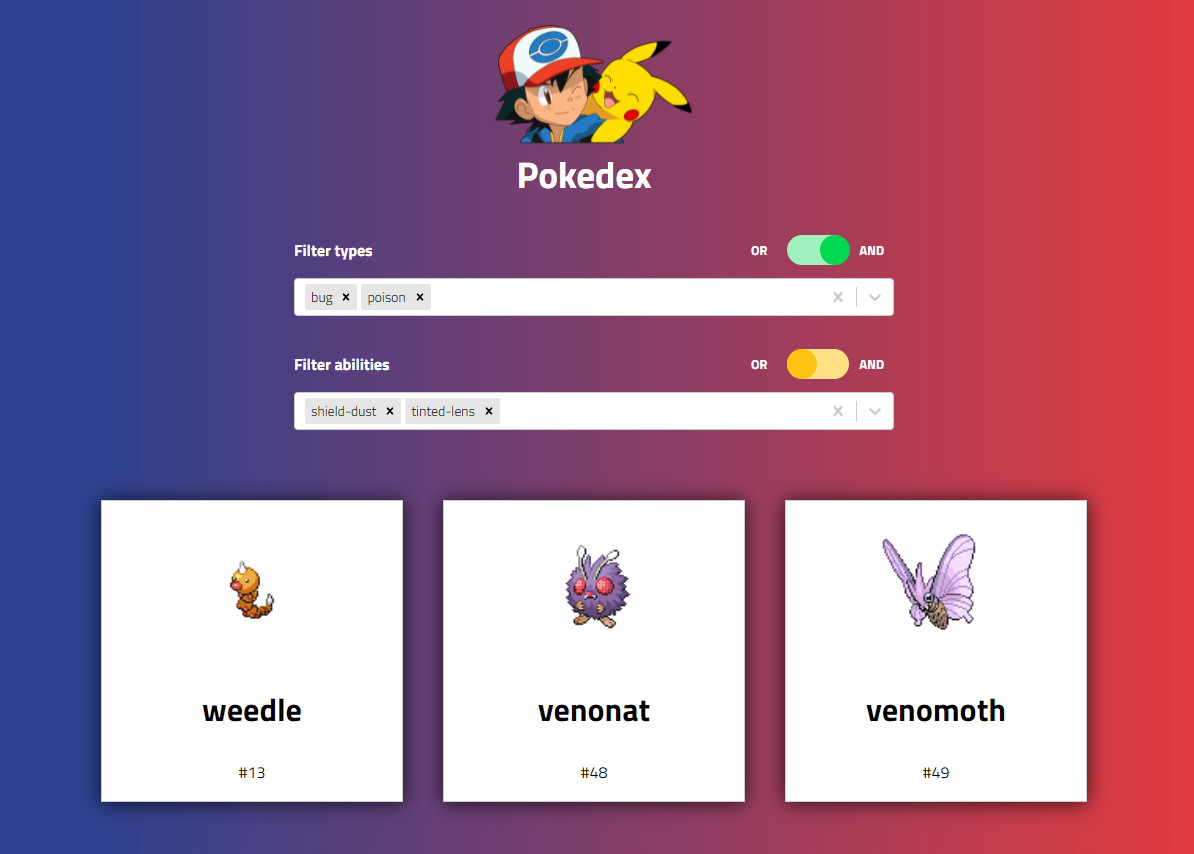 Pokedex
Filter types OR AND
bug × poison ×
Filter abilities OR AND
shield-dust × tinted-lens ×
weedle venonat venomoth
#13 #48 #49